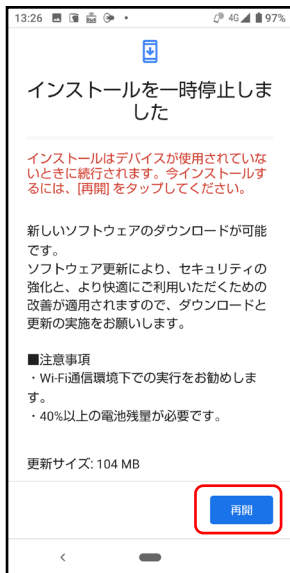 13:26 4G 97%
インストールを一時停止しま
した
インストールはデバイスが使用されていな
いときに続行されます。今インストールす
るには、[再開] をタップしてください。
新しいソフトウェアのダウンロードが可能
です。
ソフトウェア更新により、セキュリティの
強化と、より快適にご利用いただくための
改善が適用されますので、ダウンロードと
更新の実施をお願いします。
■注意事項
・Wi-Fi通信環境下での実行をお勧めしま
す。
・40%以上の電池残量が必要です。
更新サイズ: 104 MB
再開